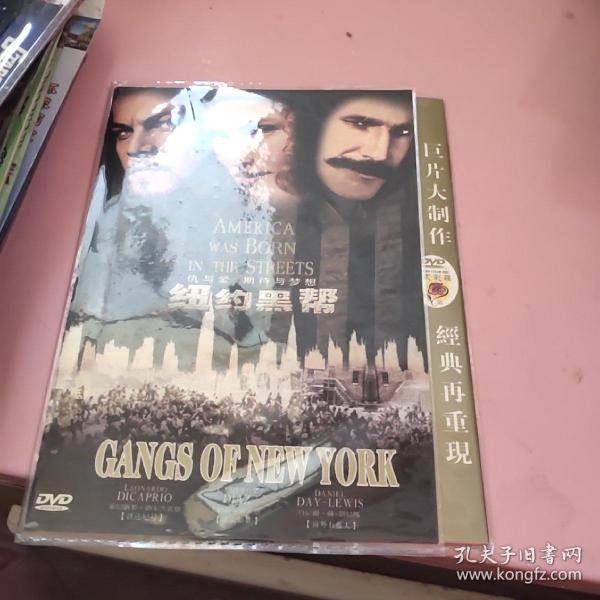 AMERICA
WAS BORN
IN THE STREETS
仇与爱 期待与梦想
纽约黑帮
GANGS OF NEW YORK
LEONARDO
DICAPRIO
DIAZ
DANIEL
DAY-LEWIS
DVD
巨片大制作
DVD
經典再重現
孔夫子旧书网
www.kongfz.com